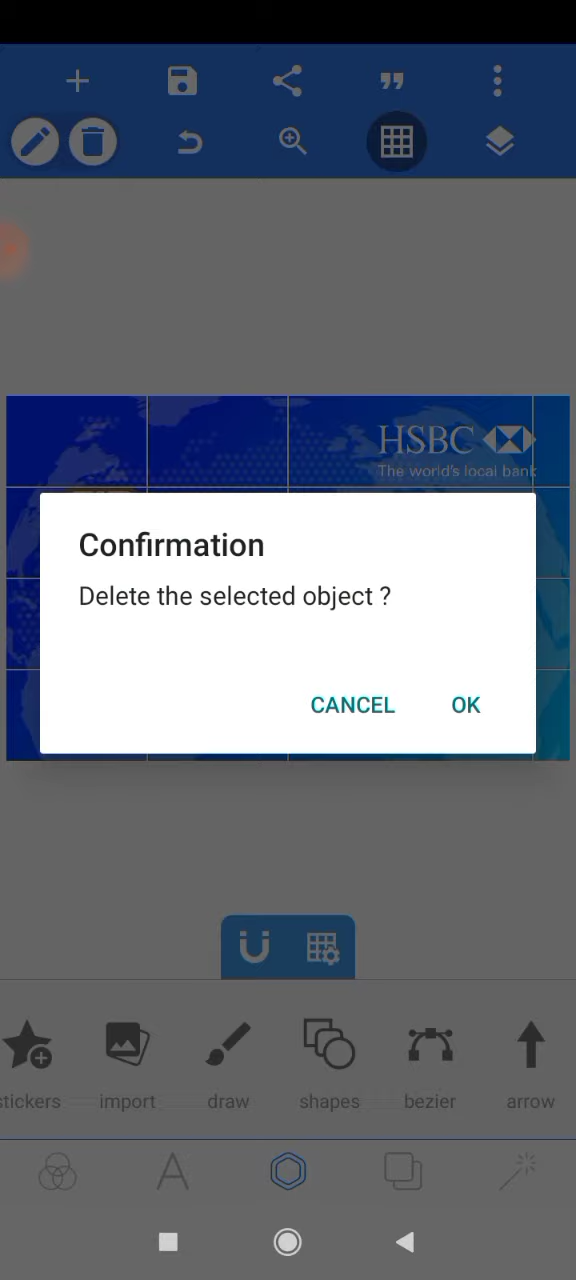 HSBC
The world's local bank
Confirmation
Delete the selected object ?
CANCEL OK
stickers import draw shapes bezier arrow